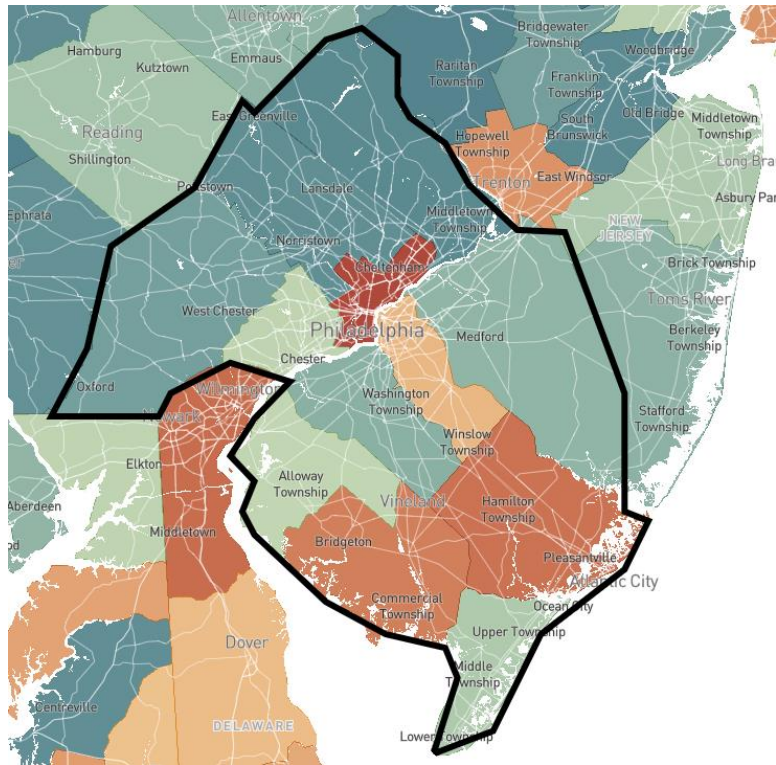 Allentown
Bridgewater
Township
Hamburg
Woodbridge
Emmaus
Raritan
Township
Kutztown
Franklin
Township
East Greenville
South
Brunswick
Old Bridge
Middletown
Township
Reading
Hopewell
Township
Shillington
Long Bra
Trenton
East Windsor
Pottstown
Lansdale
Asbury Par
Ephrata
Middletown
Township
NEW
JERSEY
Norristown
Cheltenham
Brick Township
er
West Chester
Toms River
Philadelphia
Medford
Berkeley
Township
Chester
Oxford
Wilmington
Washington
Township
Stafford
Township
Newark
Winslow
Township
Elkton
Alloway
Township
Vineland
Hamilton
Township
Aberdeen
Middletown
od
Bridgeton
Pleasantville
Atlantic City
Commercial
Township
Ocean City
Upper Township
Dover
Middle
Township
Centreville
DELAWARE
Lower Township